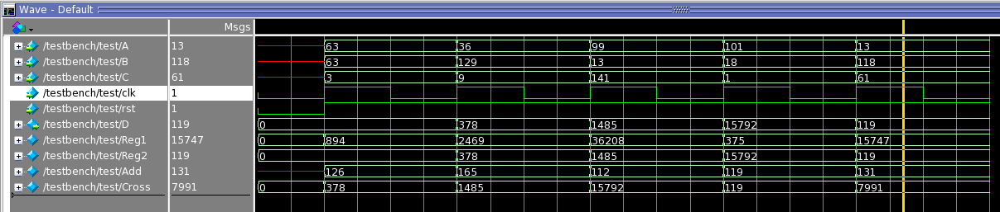 Wave - Default
Msgs
/testbench/test/A 13 63 36 99 101 13
/testbench/test/B 118 63 129 13 18 118
/testbench/test/C 61 3 9 141 1 61
/testbench/test/clk 1
/testbench/test/rst 1
/testbench/test/D 119 0 378 1485 15792 119
/testbench/test/Reg1 15747 0 894 2469 36208 375 15747
/testbench/test/Reg2 119 0 378 1485 15792 119
/testbench/test/Add 131 126 165 112 119 131
/testbench/test/Cross 7991 0 378 1485 15792 119 7991